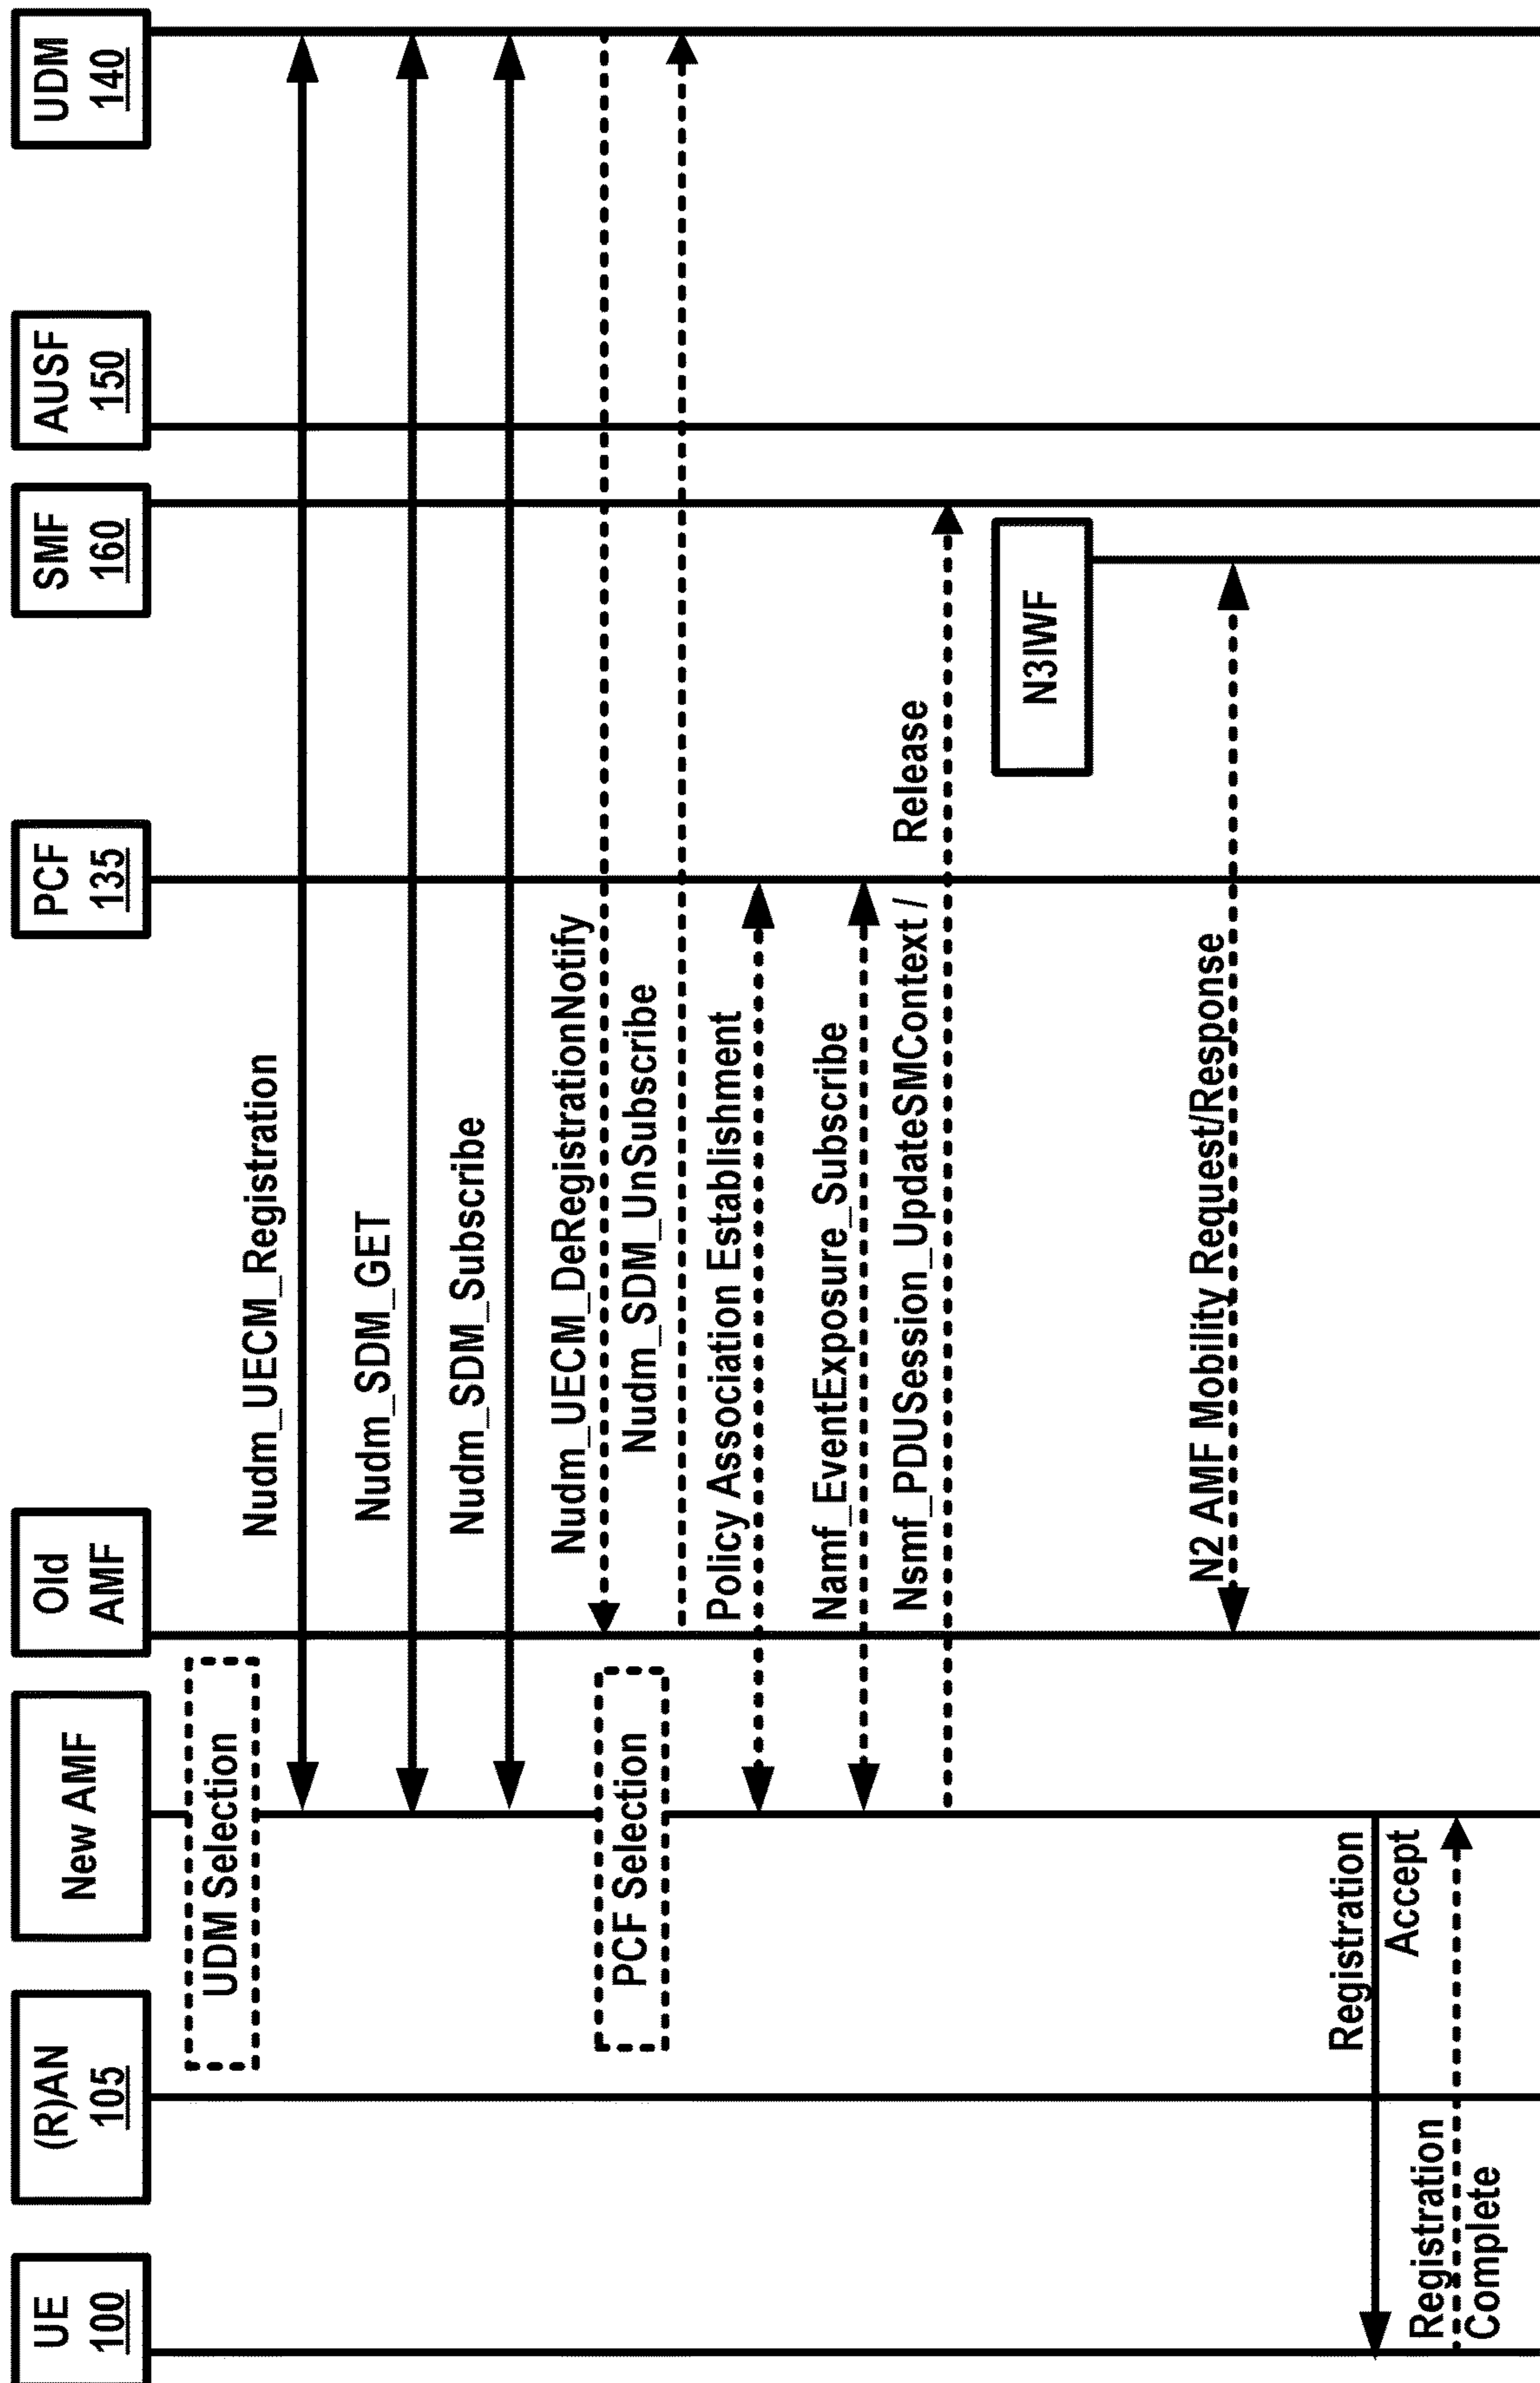 UE
100
(R)AN
105
New AMF
Old
AMF
PCF
135
SMF
160
AUSF
150
UDM
140
UDM Selection
Nudm_UECM_Registration
Nudm_SDM_GET
Nudm_SDM_Subscribe
Nudm_UECM_DeRegistrationNotify
PCF Selection
Nudm_SDM_UnSubscribe
Policy Association Establishment
Namf_EventExposure_Subscribe
Nsmf_PDUSession_UpdateSMContext / Release
N3IWF
N2 AMF Mobility Request/Response
Registration
Accept
Registration
Complete